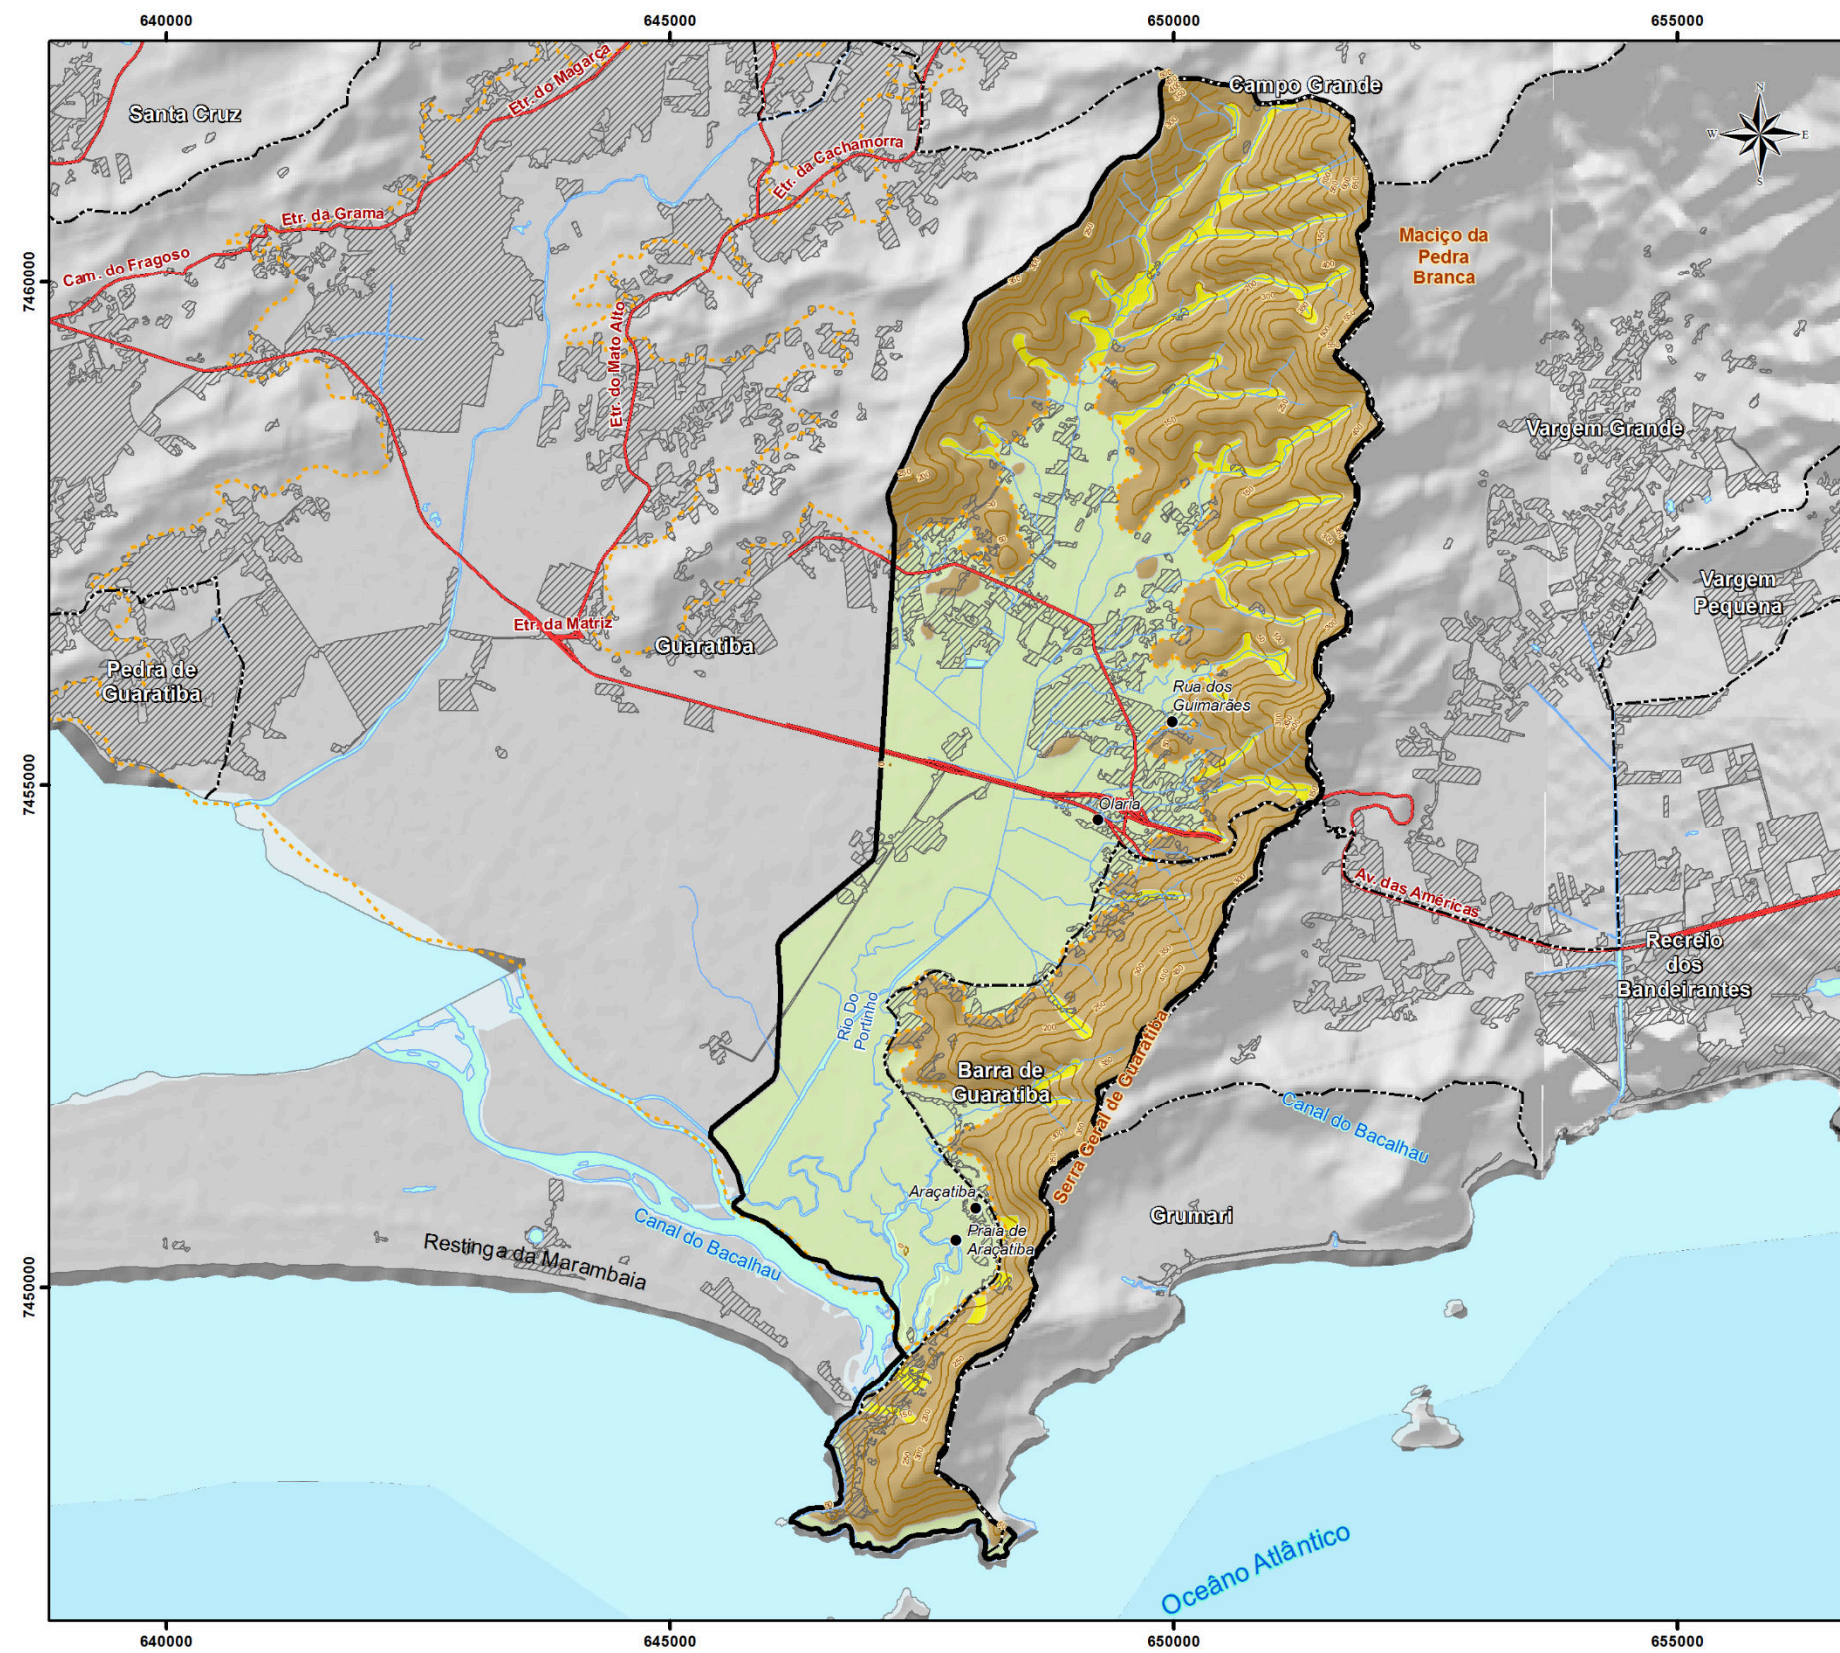 640000
645000
650000
655000
Campo Grande
Santa Cruz
Etr. do Magarça
N
W
E
S
Etr. da Cachamorra
Etr. da Grama
Cam. do Fragoso
Maciço da
Pedra
Branca
7460000
Etr. do Mato Alto
Vargem Grande
Vargem
Pequena
Etr. da Matriz
Guaratiba
Pedra de
Guaratiba
Rua dos
Guimarães
7455000
Olaria
Av. das Américas
Recreio
dos
Bandeirantes
Rio Do
Portinho
Barra de
Guaratiba
Serra Geral de Guaratiba
Canal do Bacalhau
Araçatiba
Praia de
Araçatiba
Grumari
Canal do Bacalhau
Restinga da Marambaia
7450000
Oceâno Atlântico
640000
645000
650000
655000